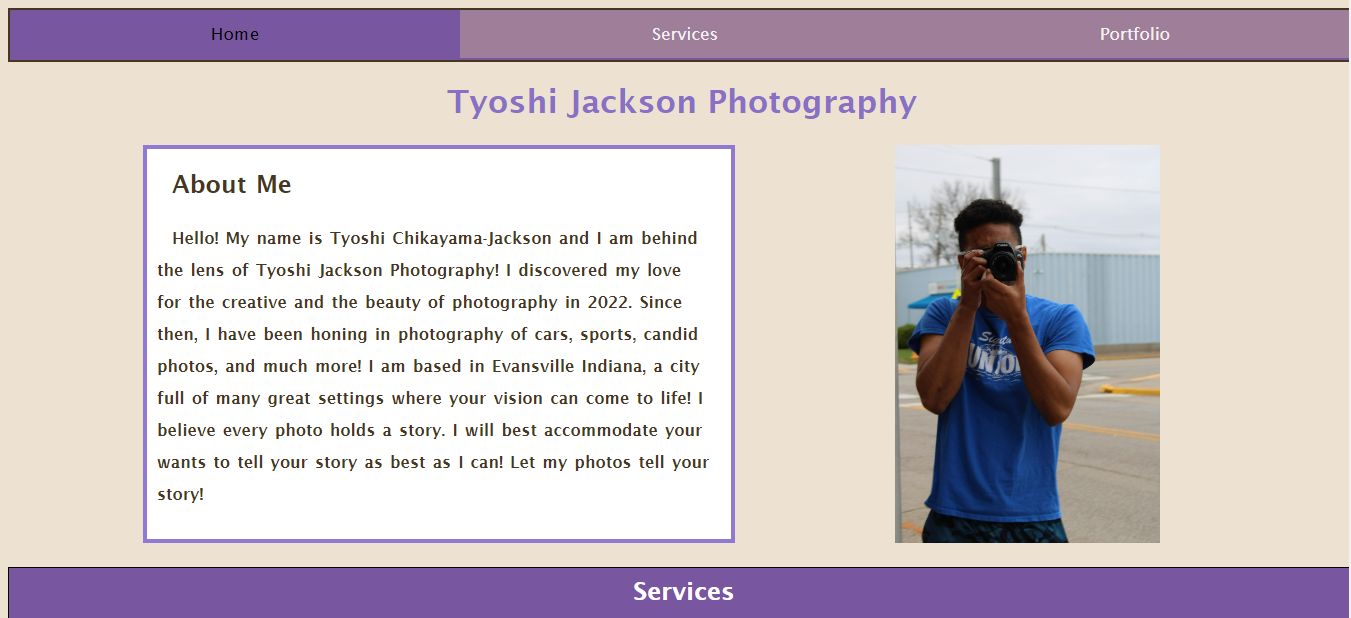 Home Services Portfolio
Tyoshi Jackson Photography
About Me
Hello! My name is Tyoshi Chikayama-Jackson and I am behind
the lens of Tyoshi Jackson Photography! I discovered my love
for the creative and the beauty of photography in 2022. Since
then, I have been honing in photography of cars, sports, candid
photos, and much more! I am based in Evansville Indiana, a city
full of many great settings where your vision can come to life! I
believe every photo holds a story. I will best accommodate your
wants to tell your story as best as I can! Let my photos tell your
story!
Services